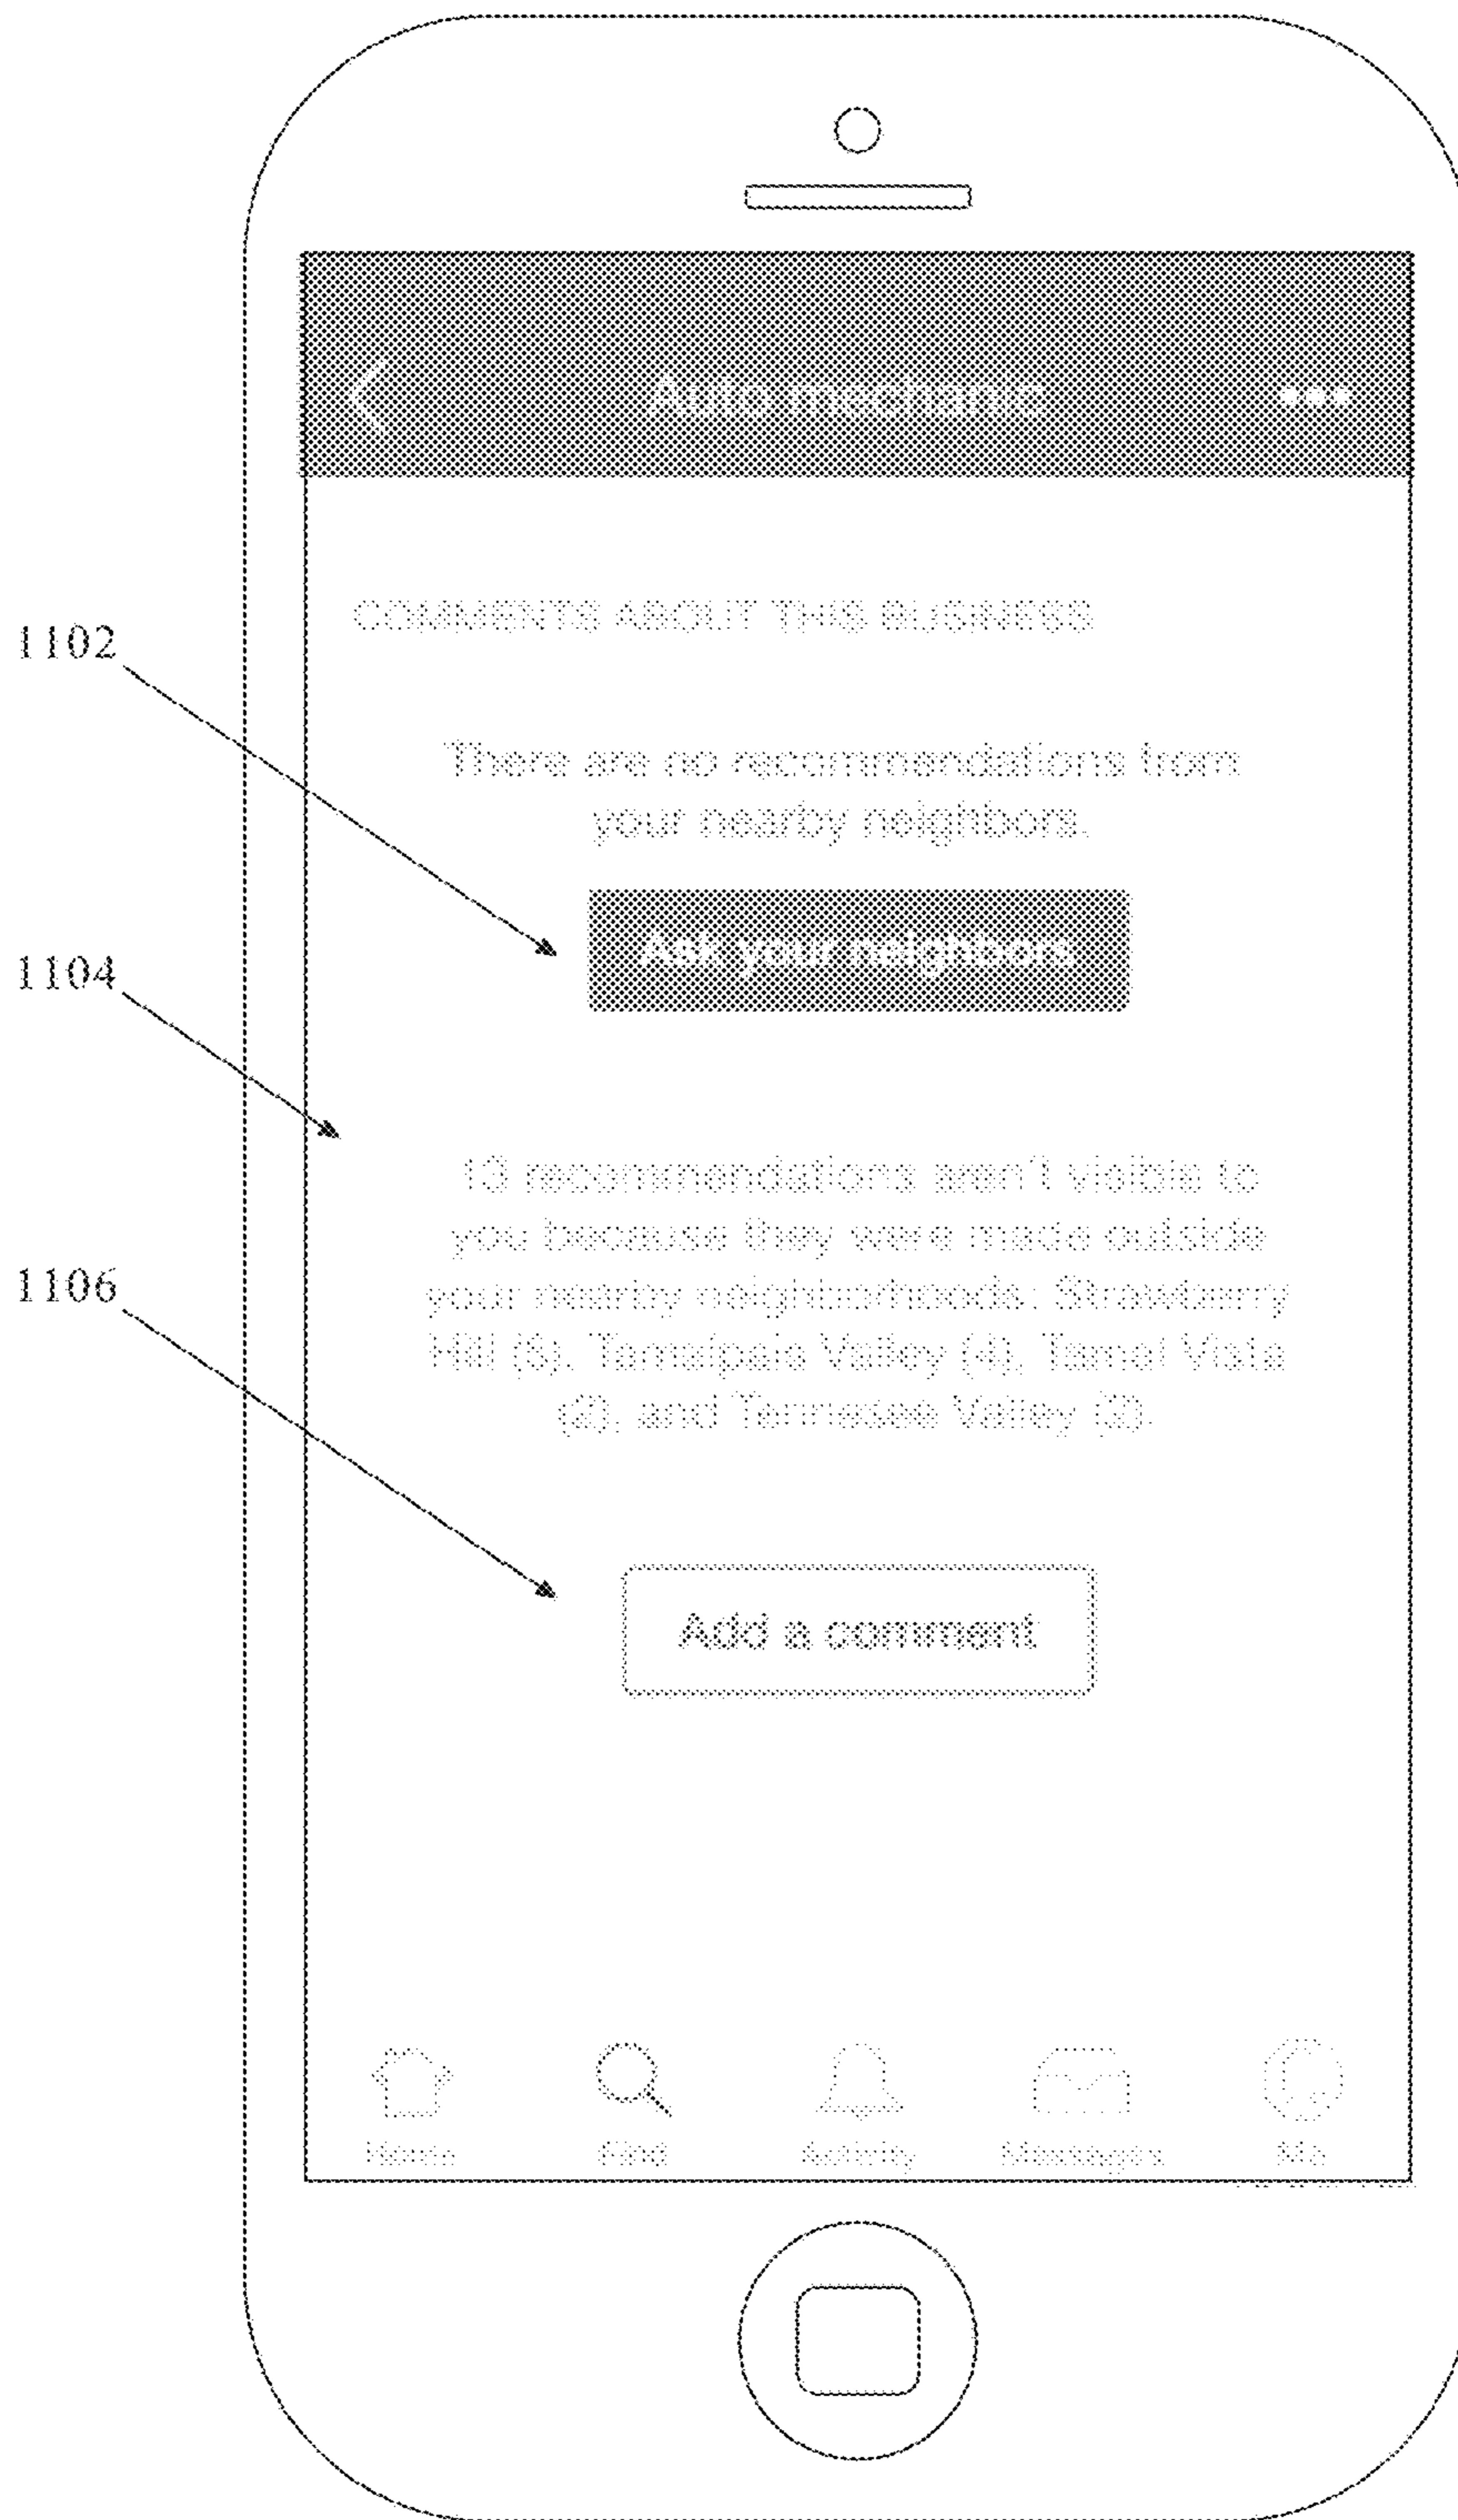 Auto mechanic
COMMENTS ABOUT THIS BUSINESS
1102
There are no recommendations from
your nearby neighbors.
Ask your neighbors
1104
13 recommendations aren't visible to
you because they were made outside
your nearby neighborhoods: Strawberry
Hill (5), Tamalpais Valley (4), Tamal Vista
(2), and Tennessee Valley (2).
1106
Add a comment
Home Find Activity Messages Me